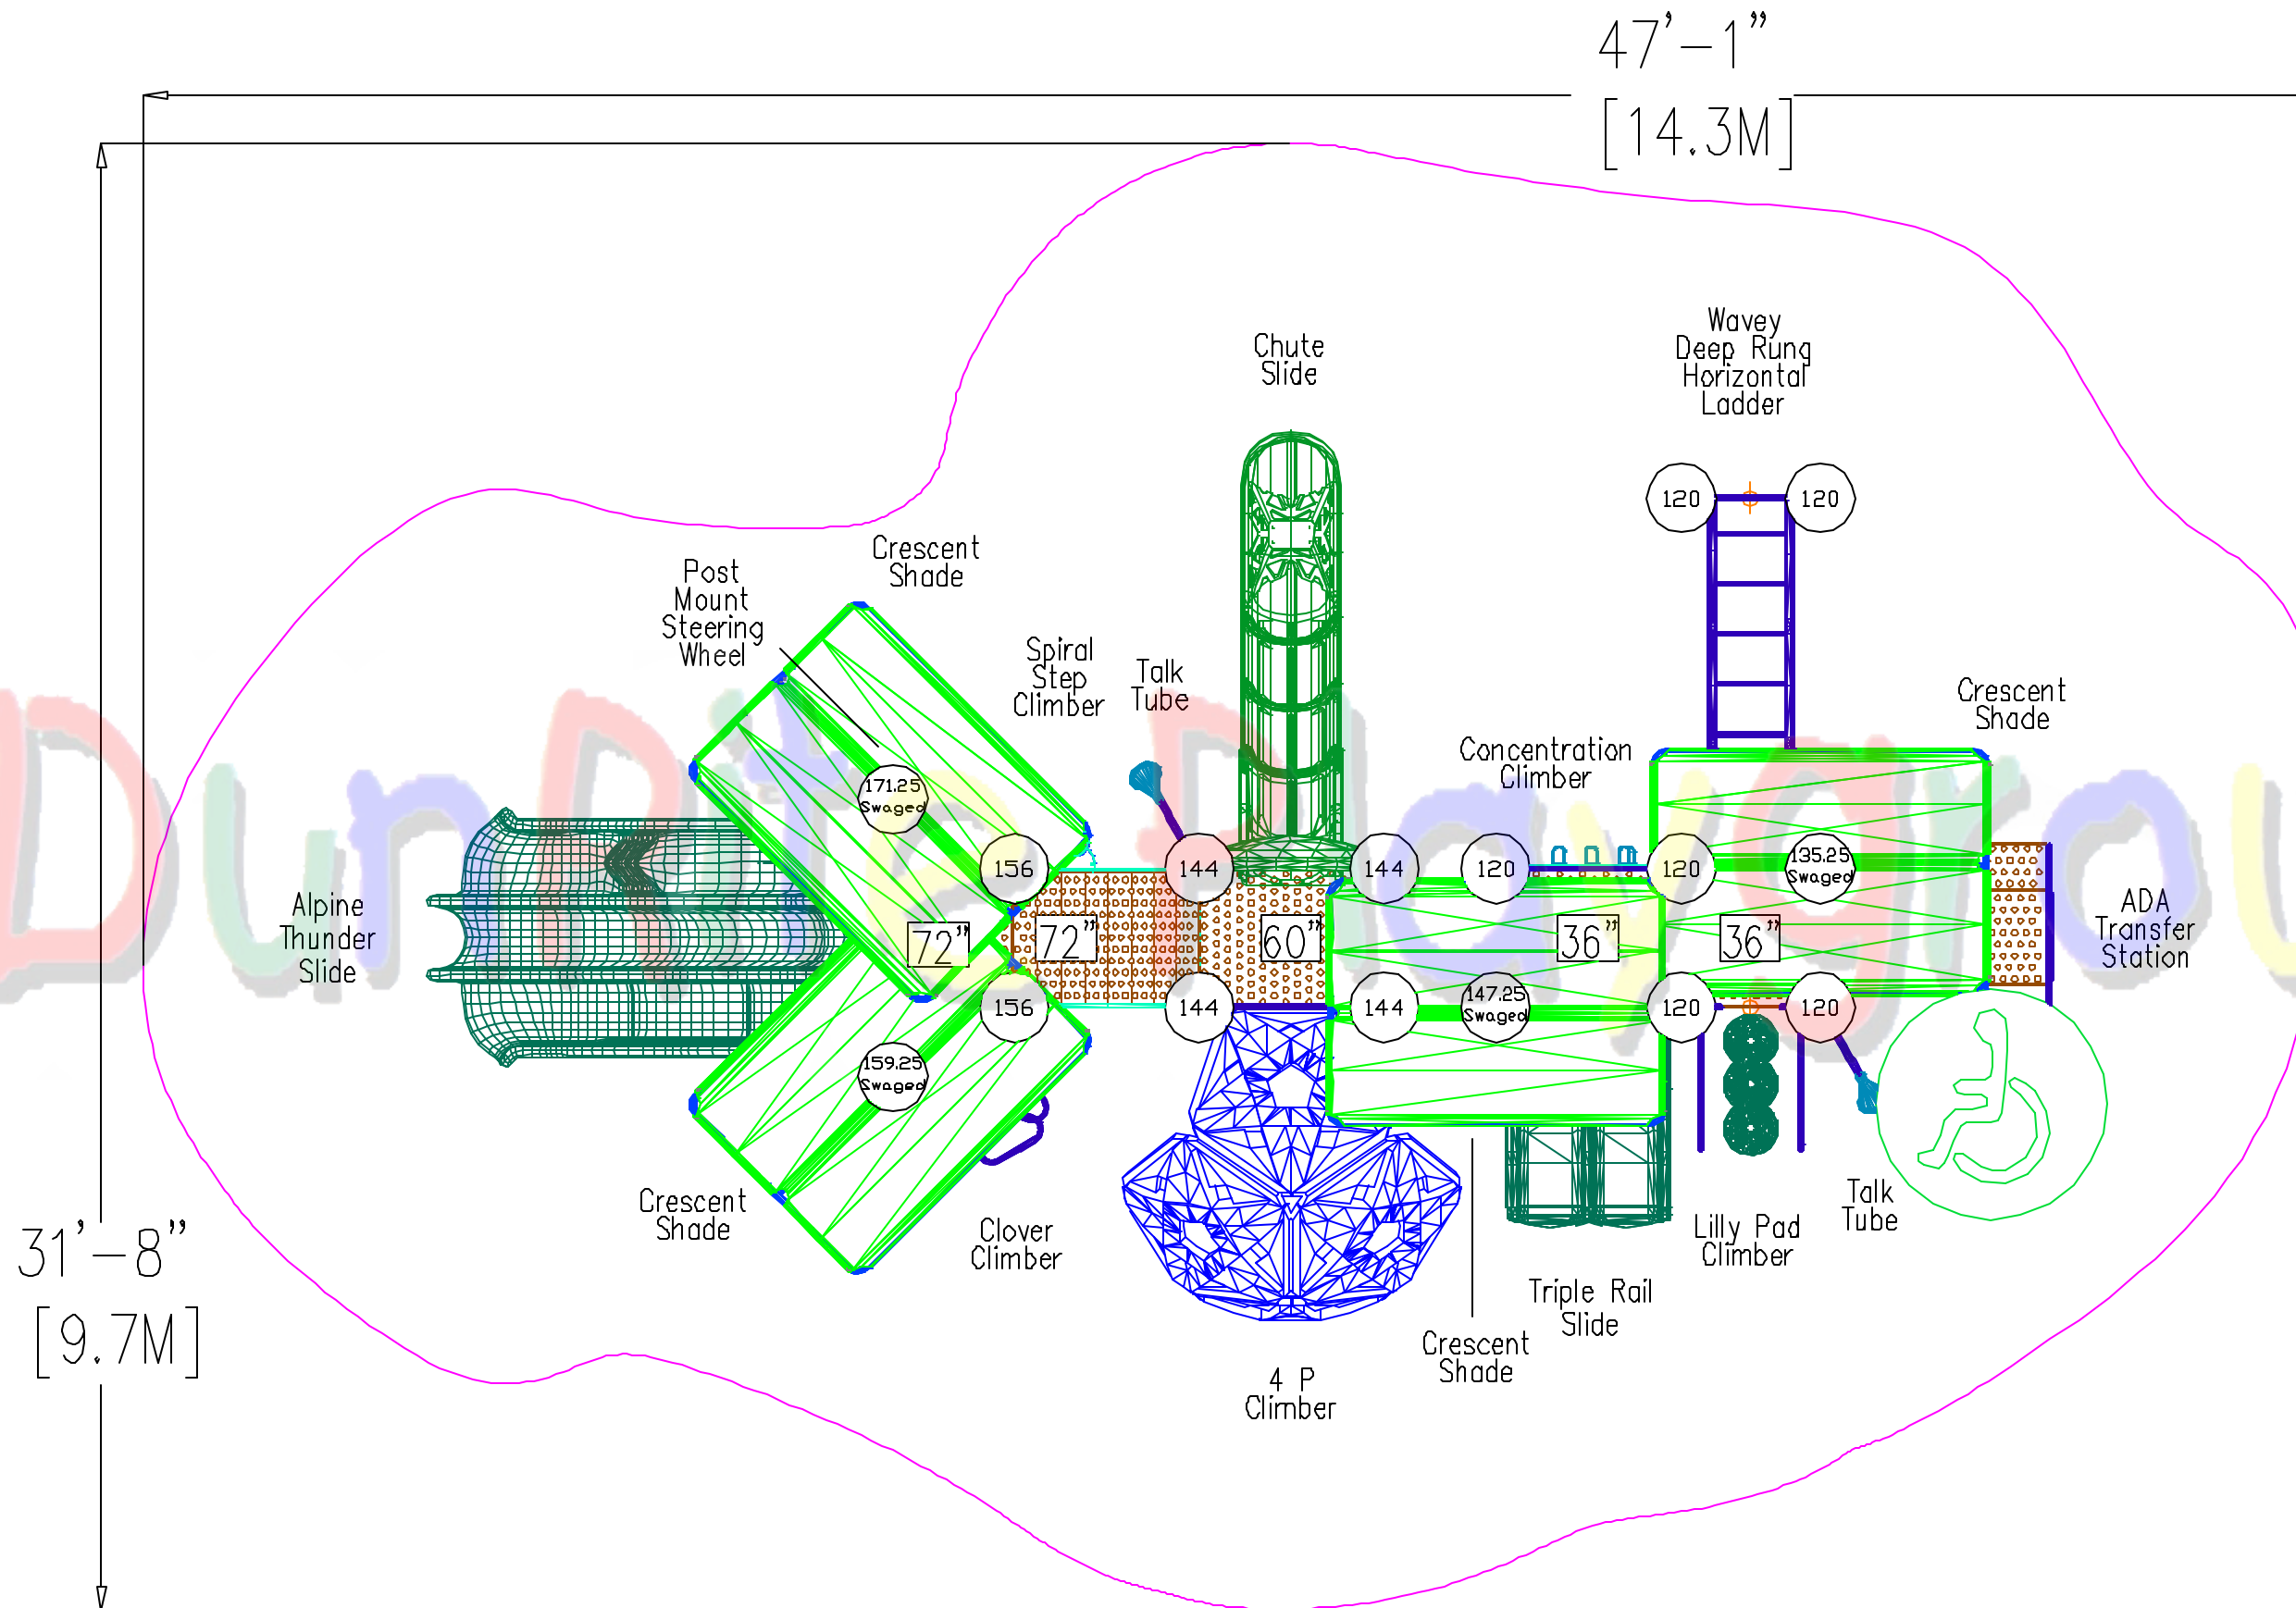 47'-1"
[14.3M]
Wavey
Deep Rung
Horizontal
Ladder
Chute
Slide
120
120
Crescent
Shade
Post
Mount
Steering
Wheel
Spiral
Step
Climber
Talk
Tube
Crescent
Shade
Concentration
Climber
171.25
Swaged
156
144
144
120
120
135.25
Swaged
Alpine
Thunder
Slide
72"
72"
60"
36"
36"
ADA
Transfer
Station
156
144
144
147.25
Swaged
120
120
159.25
Swaged
Crescent
Shade
Clover
Climber
Talk
Tube
Lilly Pad
Climber
Triple Rail
Slide
Crescent
Shade
4 P
Climber
31'-8"
[9.7M]
DunRite Playgrou